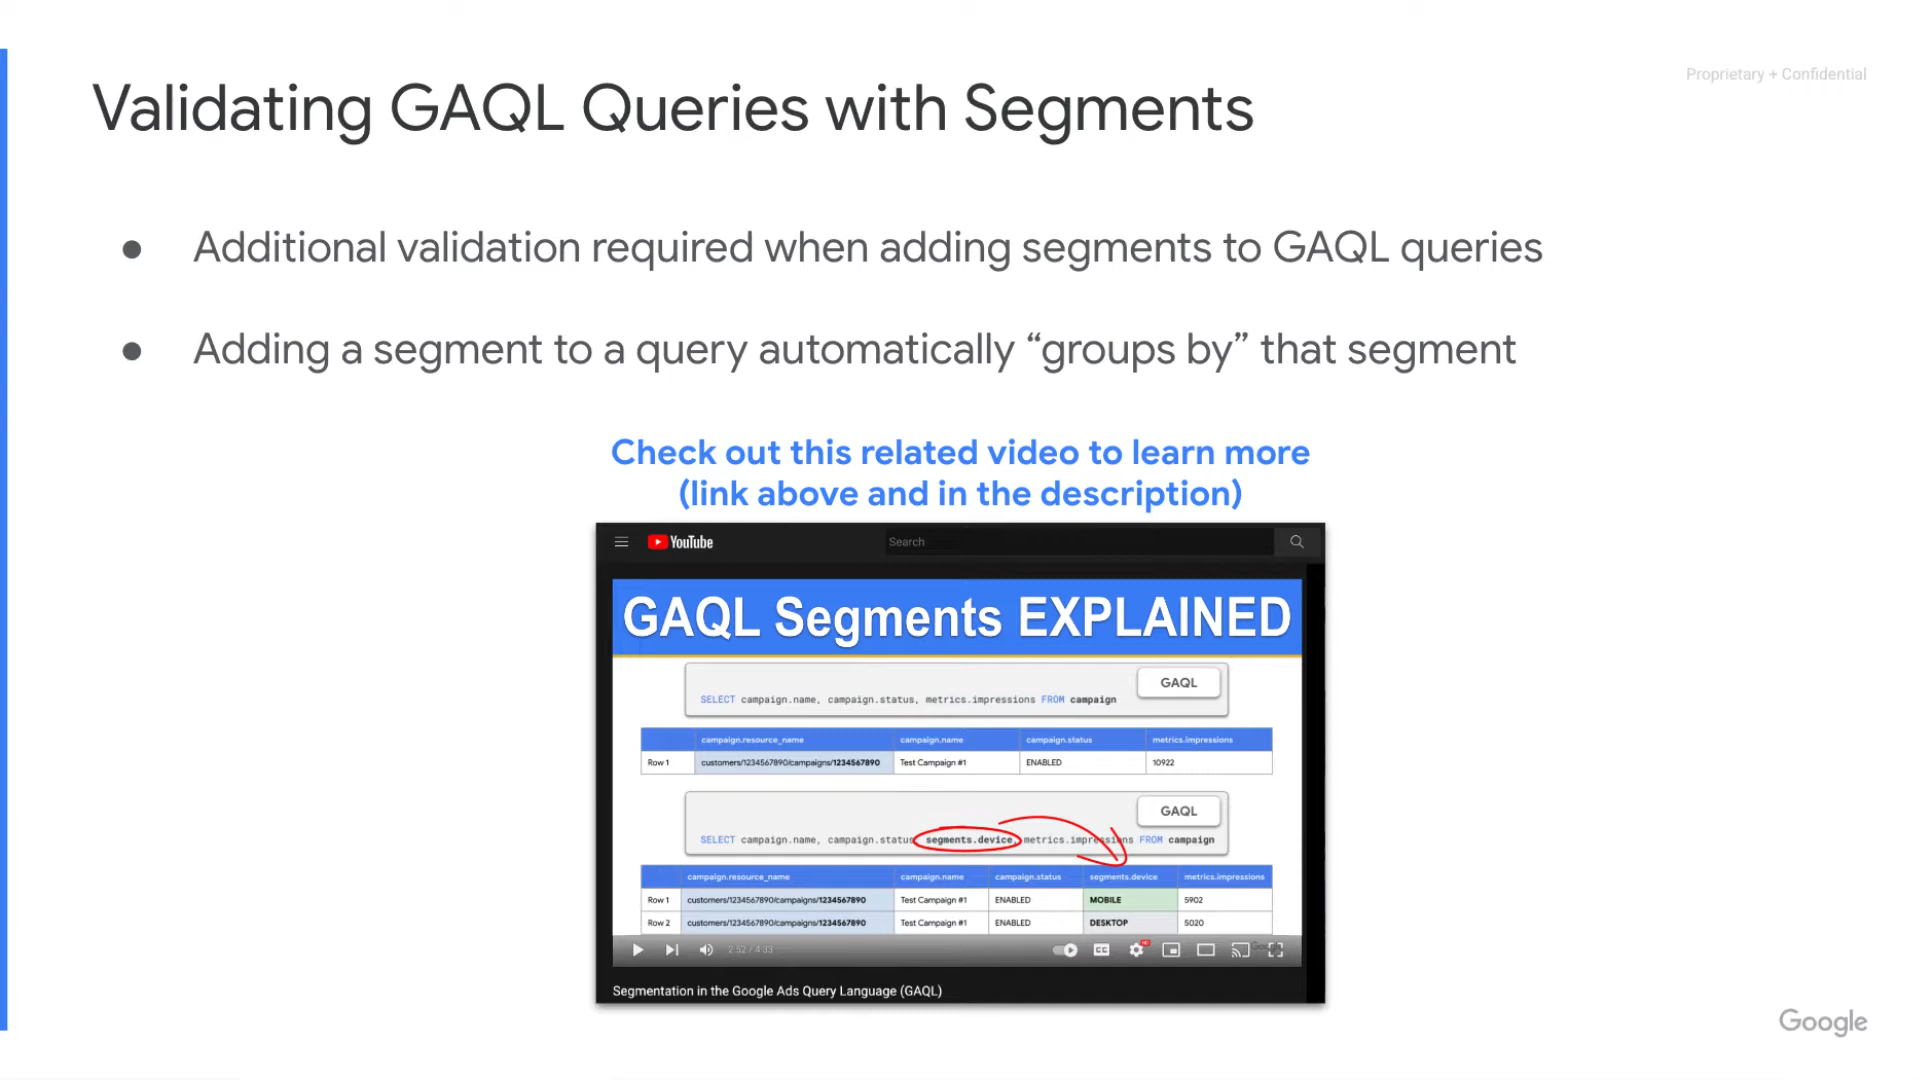 Proprietary + Confidential
Validating GAQL Queries with Segments
● Additional validation required when adding segments to GAQL queries
● Adding a segment to a query automatically “groups by” that segment
Check out this related video to learn more
(link above and in the description)
YouTube
Search
GAQL Segments EXPLAINED
GAQL
SELECT campaign.name, campaign.status, metrics.impressions FROM campaign
campaign.resource_name campaign.name campaign.status metrics.impressions
Row 1 customers/1234567890/campaigns/1234567890 Test Campaign #1 ENABLED 10922
GAQL
SELECT campaign.name, campaign.status, segments.device, metrics.impressions FROM campaign
campaign.resource_name campaign.name campaign.status segments.device metrics.impressions
Row 1 customers/1234567890/campaigns/1234567890 Test Campaign #1 ENABLED MOBILE 5902
Row 2 customers/1234567890/campaigns/1234567890 Test Campaign #1 ENABLED DESKTOP 5020
2:52 / 4:33
CC
Google
Segmentation in the Google Ads Query Language (GAQL)
Google